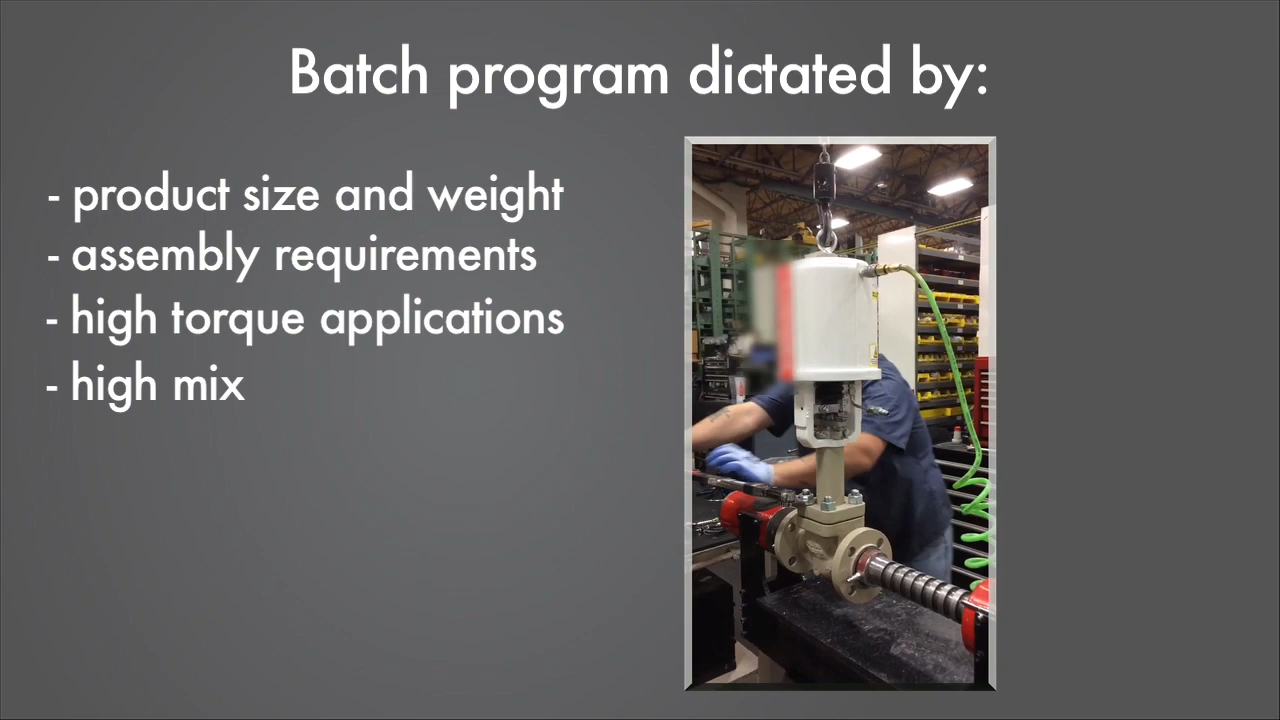 Batch program dictated by:
- product size and weight
- assembly requirements
- high torque applications
- high mix